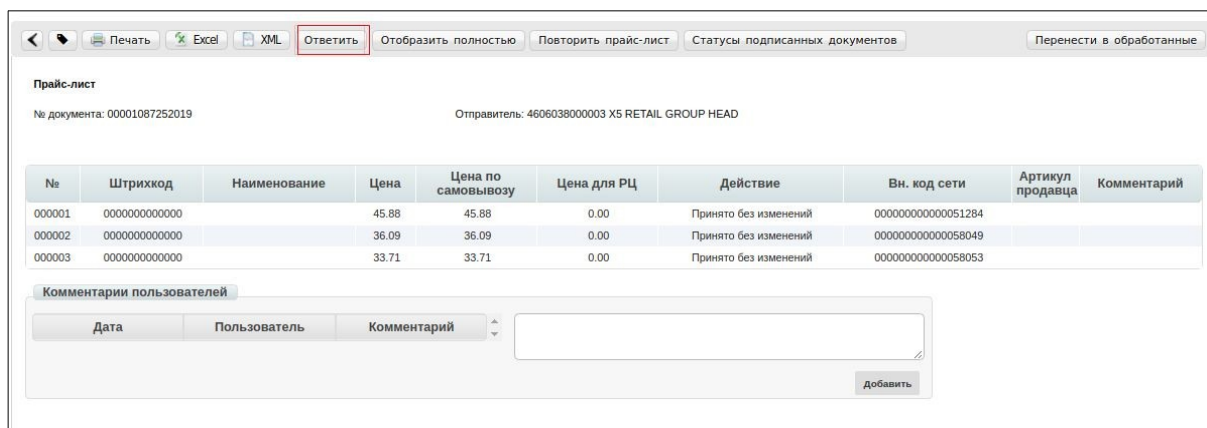 Печать Excel XML Ответить Отобразить полностью Повторить прайс-лист Статусы подписанных документов Перенести в обработанные
Прайс-лист
№ документа: 00001087252019 Отправитель: 4606038000003 X5 RETAIL GROUP HEAD
№ Штрихкод Наименование Цена Цена по самовывозу Цена для РЦ Действие Вн. код сети Артикул продавца Комментарий
000001 0000000000000 45.88 45.88 0.00 Принято без изменений 000000000000051284
000002 0000000000000 36.09 36.09 0.00 Принято без изменений 000000000000058049
000003 0000000000000 33.71 33.71 0.00 Принято без изменений 000000000000058053
Комментарии пользователей
Дата Пользователь Комментарий
Добавить